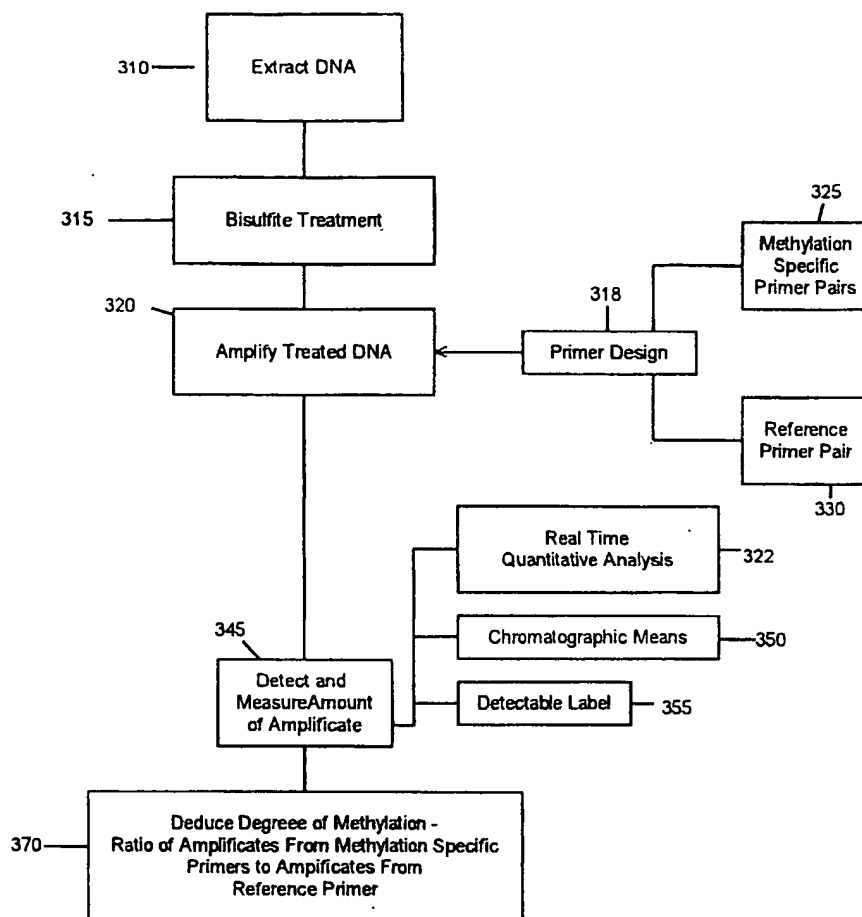 310
Extract DNA
315
Bisulfite Treatment
325
Methylation
Specific
Primer Pairs
320
Amplify Treated DNA
318
Primer Design
Reference
Primer Pair
330
Real Time
Quantitative Analysis
322
345
Chromatographic Means
350
Detect and
MeasureAmount
of Amplificate
Detectable Label
355
370
Deduce Degreee of Methylation -
Ratio of Amplificates From Methylation Specific
Primers to Ampificates From
Reference Primer